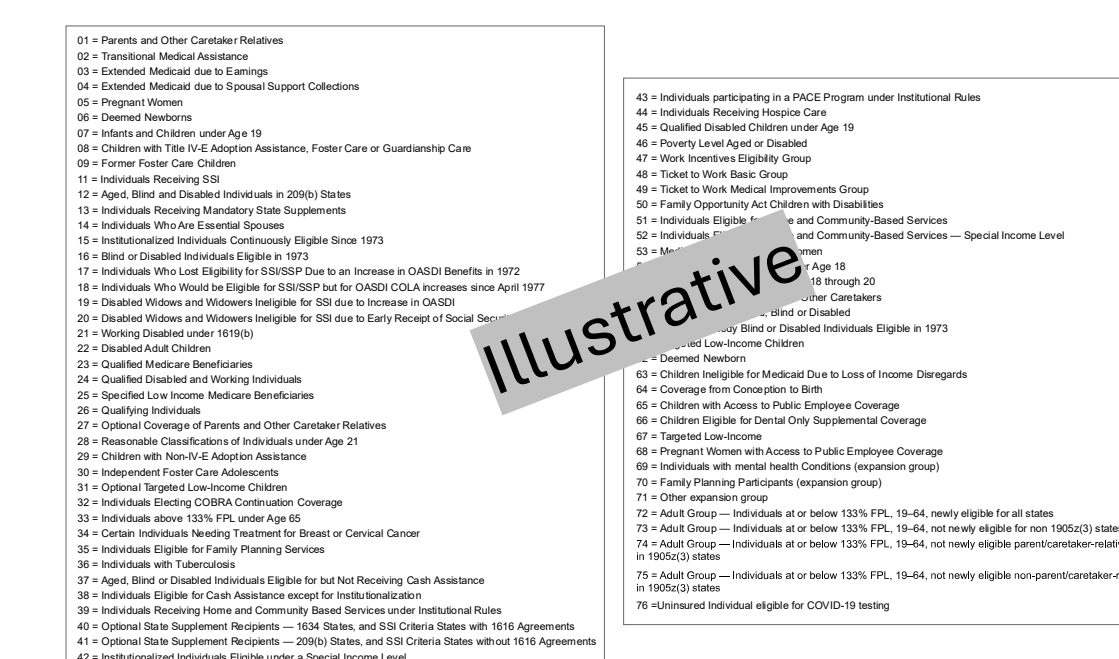 01 = Parents and Other Caretaker Relatives
02 = Transitional Medical Assistance
03 = Extended Medicaid due to Earnings
04 = Extended Medicaid due to Spousal Support Collections
05 = Pregnant Women
06 = Deemed Newborns
07 = Infants and Children under Age 19
08 = Children with Title IV-E Adoption Assistance, Foster Care or Guardianship Care
09 = Former Foster Care Children
11 = Individuals Receiving SSI
12 = Aged, Blind and Disabled Individuals in 209(b) States
13 = Individuals Receiving Mandatory State Supplements
14 = Individuals Who Are Essential Spouses
15 = Institutionalized Individuals Continuously Eligible Since 1973
16 = Blind or Disabled Individuals Eligible in 1973
17 = Individuals Who Lost Eligibility for SSI/SSP Due to an Increase in OASDI Benefits in 1972
18 = Individuals Who Would be Eligible for SSI/SSP but for OASDI COLA increases since April 1977
19 = Disabled Widows and Widowers Ineligible for SSI due to Increase in OASDI
20 = Disabled Widows and Widowers Ineligible for SSI due to Early Receipt of Social
21 = Working Disabled under 1619(b)
22 = Disabled Adult Children
23 = Qualified Medicare Beneficiaries
24 = Qualified Disabled and Working Individuals
25 = Specified Low Income Medicare Beneficiaries
26 = Qualifying Individuals
27 = Optional Coverage of Parents and Other Caretaker Relatives
28 = Reasonable Classifications of Individuals under Age 21
29 = Children with Non-IV-E Adoption Assistance
30 = Independent Foster Care Adolescents
31 = Optional Targeted Low-Income Children
32 = Individuals Electing COBRA Continuation Coverage
33 = Individuals above 133% FPL under Age 65
34 = Certain Individuals Needing Treatment for Breast or Cervical Cancer
35 = Individuals Eligible for Family Planning Services
36 = Individuals with Tuberculosis
37 = Aged, Blind or Disabled Individuals Eligible for but Not Receiving Cash Assistance
38 = Individuals Eligible for Cash Assistance except for Institutionalization
39 = Individuals Receiving Home and Community Based Services under Institutional Rules
40 = Optional State Supplement Recipients — 1634 States, and SSI Criteria States with 1616 Agreements
41 = Optional State Supplement Recipients — 209(b) States, and SSI Criteria States without 1616 Agreements
42 = Institutionalized Individuals Eligible under a Special Income Level
Illustrative
43 = Individuals participating in a PACE Program under Institutional Rules
44 = Individuals Receiving Hospice Care
45 = Qualified Disabled Children under Age 19
46 = Poverty Level Aged or Disabled
47 = Work Incentives Eligibility Group
48 = Ticket to Work Basic Group
49 = Ticket to Work Medical Improvements Group
50 = Family Opportunity Act Children with Disabilities
51 = Individuals Eligible and Community-Based Services
52 = Individuals and Community-Based Services — Special Income Level
53 =
Age 18
18 through 20
Other Caretakers
Blind or Disabled
Blind or Disabled Individuals Eligible in 1973
Low-Income Children
= Deemed Newborn
63 = Children Ineligible for Medicaid Due to Loss of Income Disregards
64 = Coverage from Conception to Birth
65 = Children with Access to Public Employee Coverage
66 = Children Eligible for Dental Only Supplemental Coverage
67 = Targeted Low-Income
68 = Pregnant Women with Access to Public Employee Coverage
69 = Individuals with mental health Conditions (expansion group)
70 = Family Planning Participants (expansion group)
71 = Other expansion group
72 = Adult Group — Individuals at or below 133% FPL, 19–64, newly eligible for all states
73 = Adult Group — Individuals at or below 133% FPL, 19–64, not newly eligible for non 1905z(3) states
74 = Adult Group — Individuals at or below 133% FPL, 19–64, not newly eligible
in 1905z(3) states
75 = Adult Group — Individuals at or below 133% FPL, 19–64, not newly eligible
in 1905z(3) states
76 =Uninsured Individual eligible for COVID-19 testing